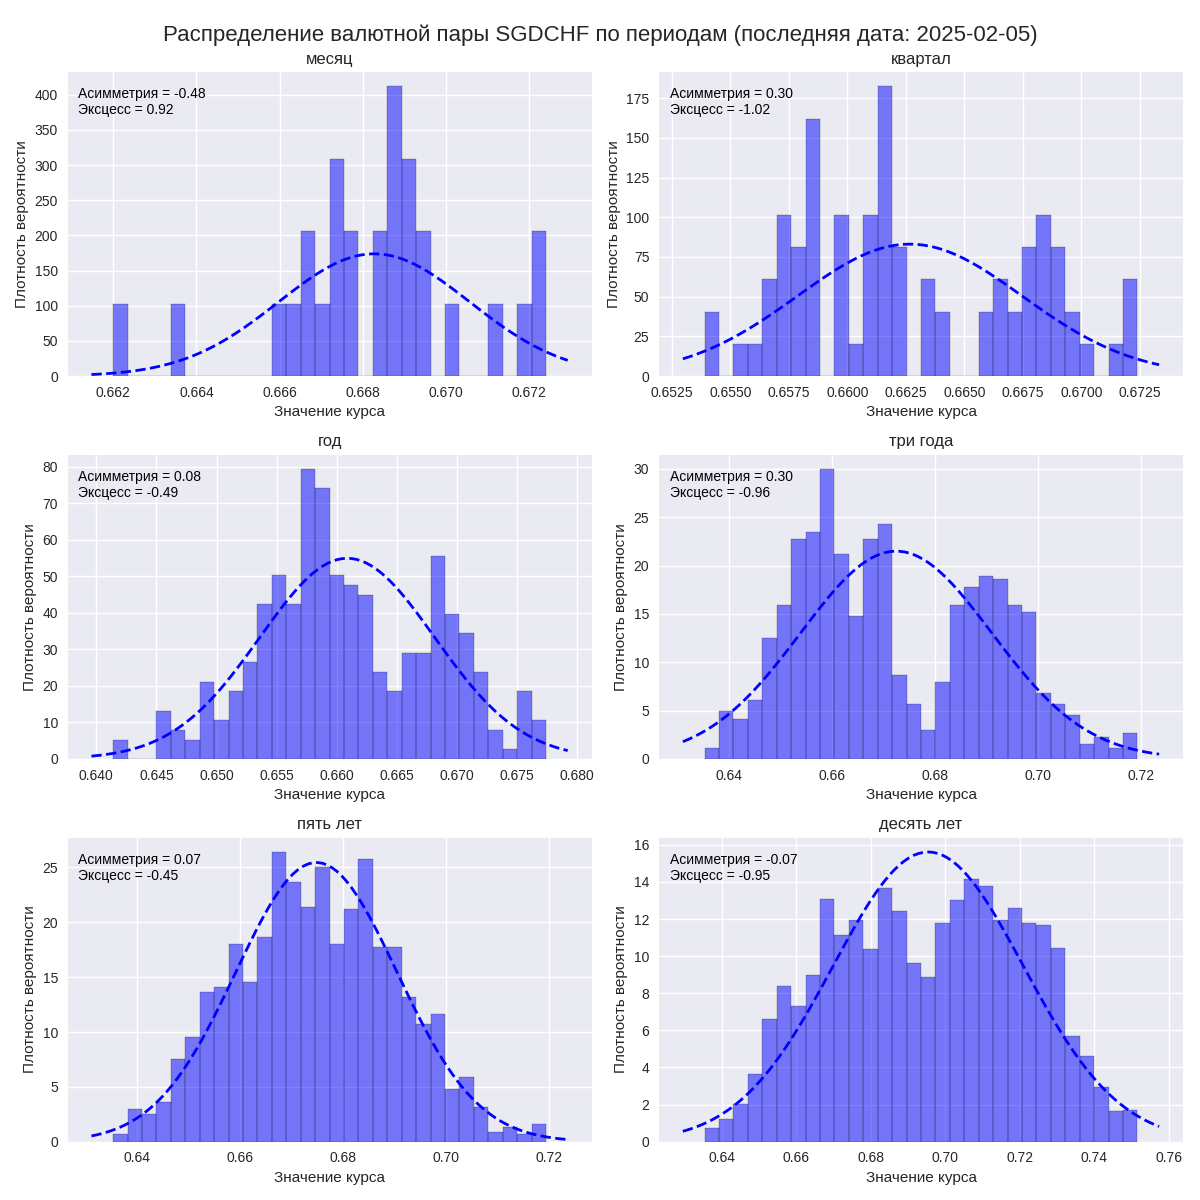 Распределение валютной пары SGDCHF по периодам (последняя дата: 2025-02-05)
месяц
Асимметрия = -0.48
Эксцесс = 0.92
Плотность вероятности
400
350
300
250
200
150
100
50
0
0.662 0.664 0.666 0.668 0.670 0.672
Значение курса
квартал
Асимметрия = 0.30
Эксцесс = -1.02
Плотность вероятности
175
150
125
100
75
50
25
0
0.6525 0.6550 0.6575 0.6600 0.6625 0.6650 0.6675 0.6700 0.6725
Значение курса
год
Асимметрия = 0.08
Эксцесс = -0.49
Плотность вероятности
80
70
60
50
40
30
20
10
0
0.640 0.645 0.650 0.655 0.660 0.665 0.670 0.675 0.680
Значение курса
три года
Асимметрия = 0.30
Эксцесс = -0.96
Плотность вероятности
30
25
20
15
10
5
0
0.64 0.66 0.68 0.70 0.72
Значение курса
пять лет
Асимметрия = 0.07
Эксцесс = -0.45
Плотность вероятности
25
20
15
10
5
0
0.64 0.66 0.68 0.70 0.72
Значение курса
десять лет
Асимметрия = -0.07
Эксцесс = -0.95
Плотность вероятности
16
14
12
10
8
6
4
2
0
0.64 0.66 0.68 0.70 0.72 0.74 0.76
Значение курса